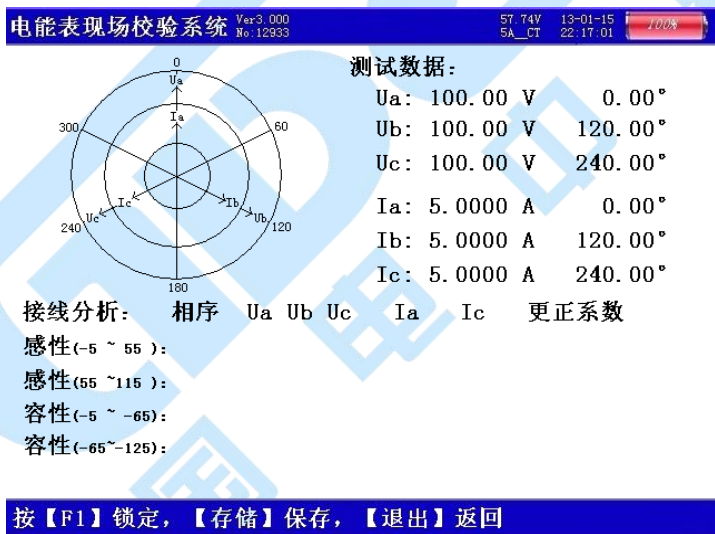 电能表现场校验系统 Ver3.000 No:12933 57.74V 5A__CT 13-01-15 22:17:01 100%
测试数据:
0
Ua
Ia
300
60
Ic
Ib
Uc
Ub
240
120
180
Ua: 100.00 V 0.00°
Ub: 100.00 V 120.00°
Uc: 100.00 V 240.00°
Ia: 5.0000 A 0.00°
Ib: 5.0000 A 120.00°
Ic: 5.0000 A 240.00°
接线分析: 相序 Ua Ub Uc Ia Ic 更正系数
感性(-5 ~ 55 ):
感性(55 ~115 ):
容性(-5 ~ -65):
容性(-65~-125):
按【F1】锁定，【存储】保存，【退出】返回